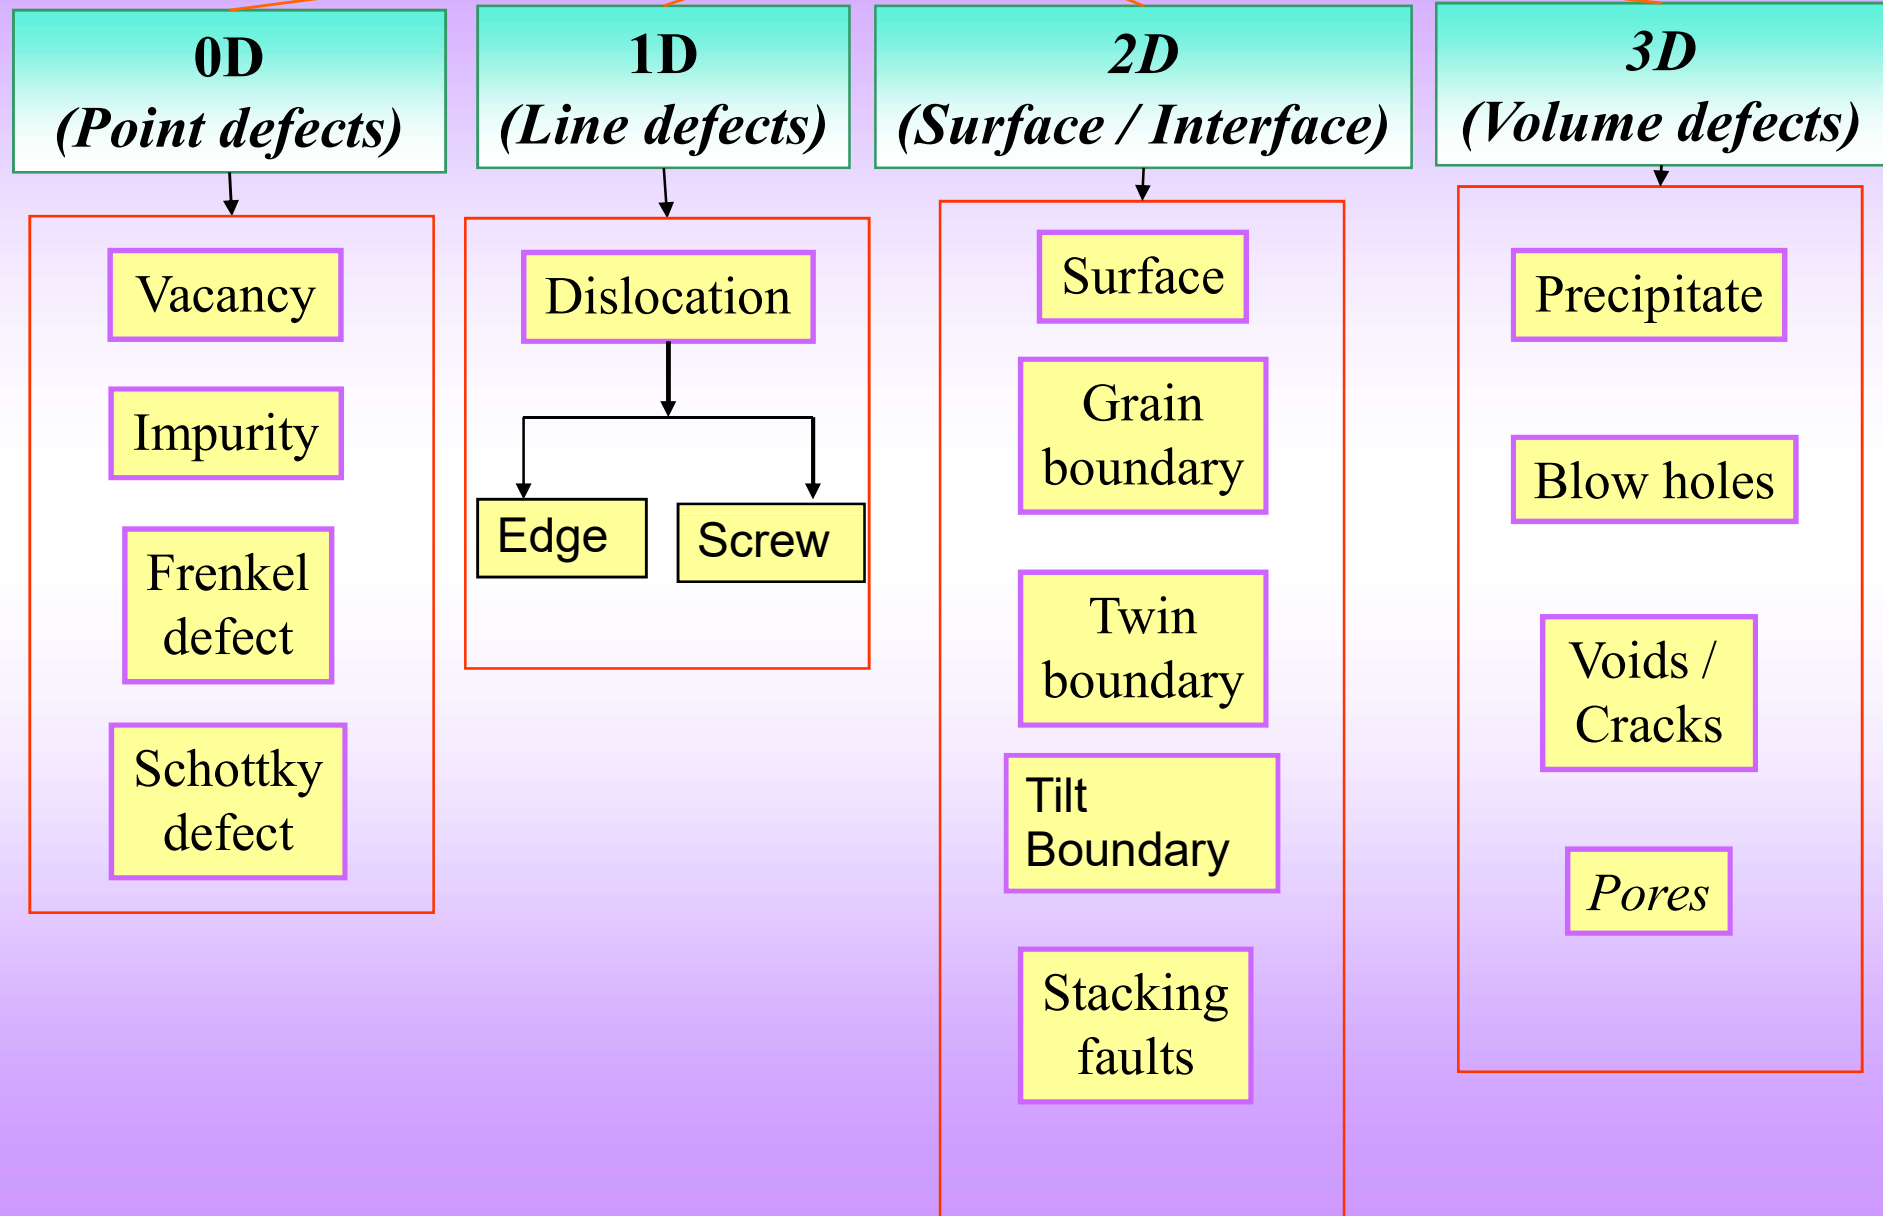 0D
(Point defects)
Vacancy
Impurity
Frenkel
defect
Schottky
defect
1D
(Line defects)
Dislocation
Edge
Screw
2D
(Surface / Interface)
Surface
Grain
boundary
Twin
boundary
Tilt
Boundary
Stacking
faults
3D
(Volume defects)
Precipitate
Blow holes
Voids /
Cracks
Pores